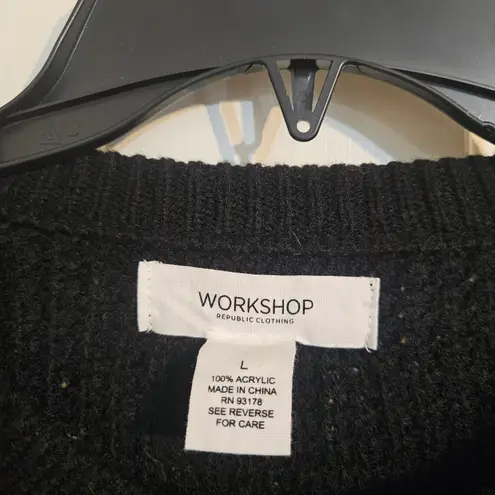 WORKSHOP
REPUBLIC CLOTHING
L
100% ACRYLIC
MADE IN CHINA
RN 93178
SEE REVERSE
FOR CARE